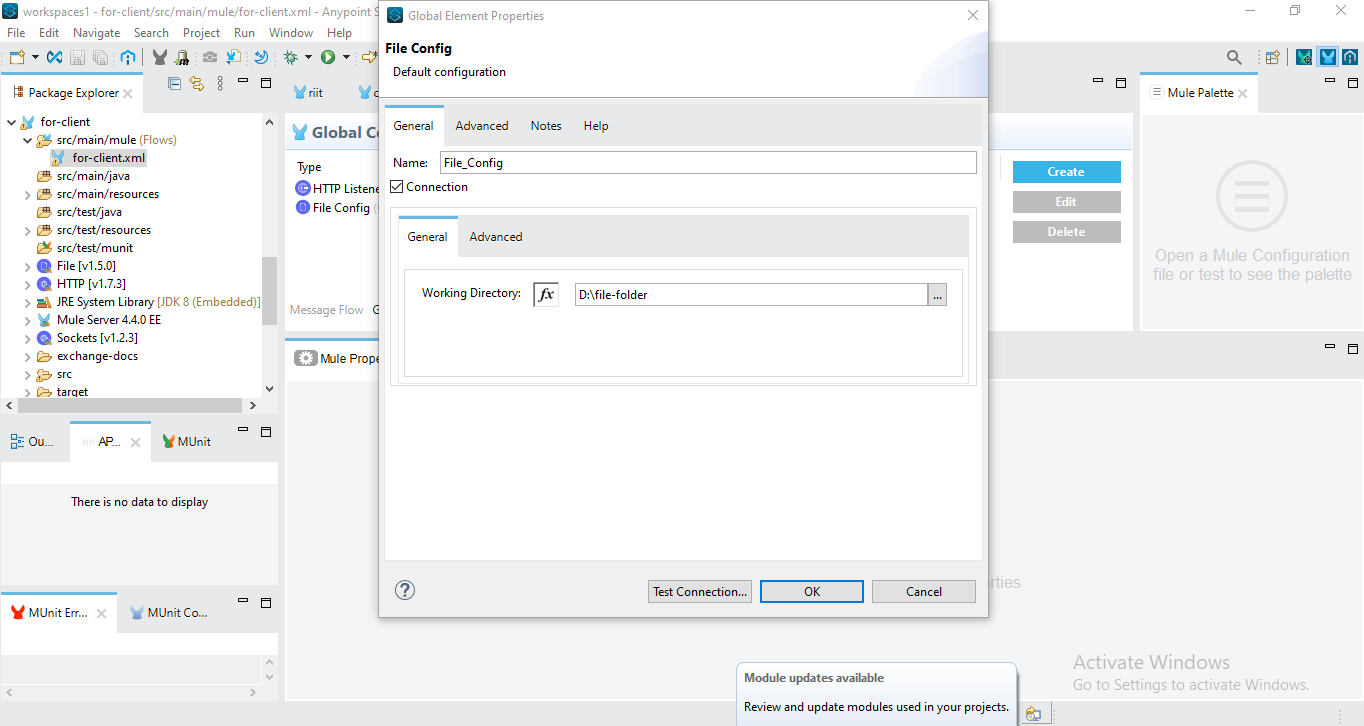 workspaces1 - for-client/src/main/mule/for-client.xml - Anypoint S
File Edit Navigate Search Project Run Window Help
Package Explorer
for-client
src/main/mule (Flows)
for-client.xml
src/main/java
src/main/resources
src/test/java
src/test/resources
src/test/munit
File [v1.5.0]
HTTP [v1.7.3]
JRE System Library [JDK 8 (Embedded)]
Mule Server 4.4.0 EE
Sockets [v1.2.3]
exchange-docs
src
target
Ou...
api AP...
MUnit
There is no data to display
MUnit Err...
MUnit Co...
riit
Global Co
Type
HTTP Listene
File Config (
Message Flow G
Mule Prope
Global Element Properties
File Config
Default configuration
General Advanced Notes Help
Name: File_Config
Connection
General Advanced
Working Directory: fx D:\file-folder ...
? Test Connection... OK Cancel
Create
Edit
Delete
Mule Palette
Open a Mule Configuration
file or test to see the palette
erties
Module updates available
Review and update modules used in your projects.
Activate Windows
Go to Settings to activate Windows.